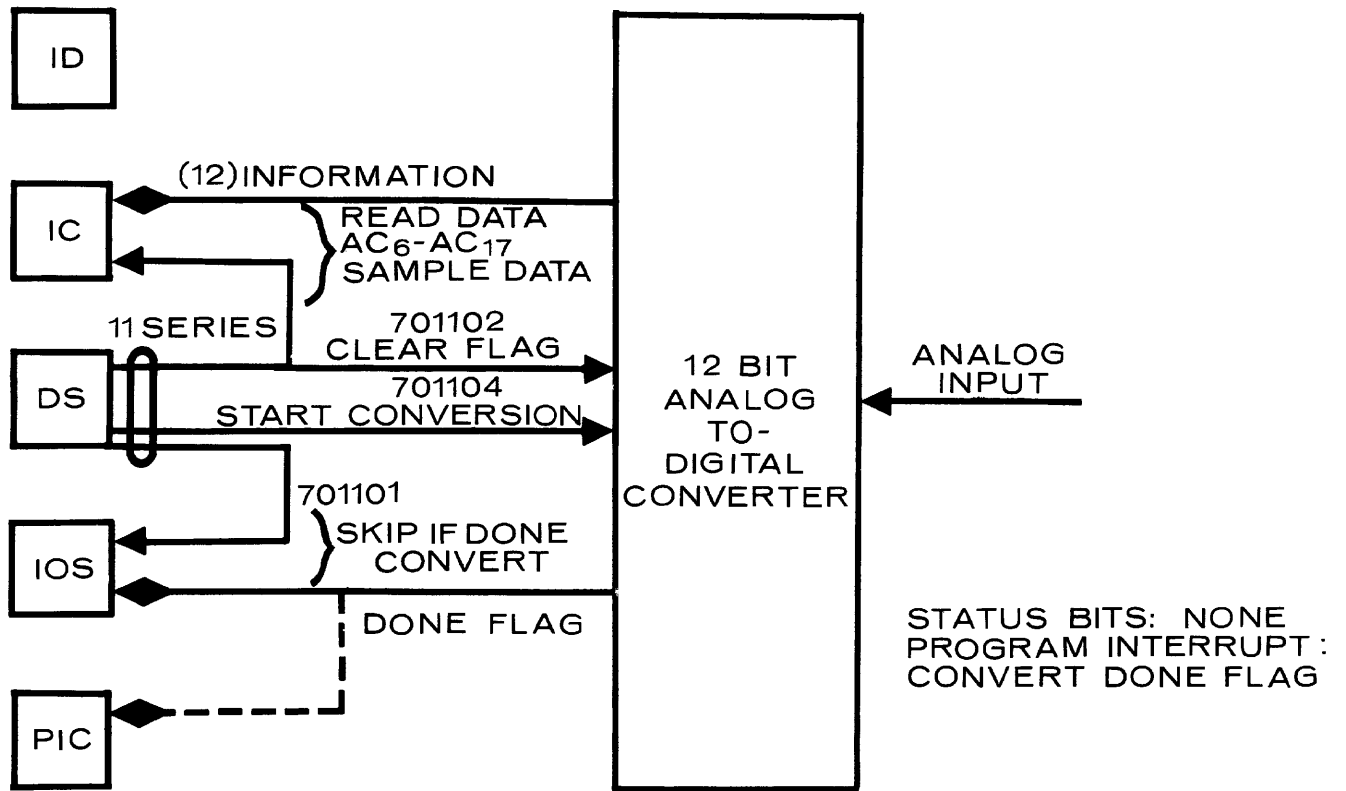 ID
(12) INFORMATION
IC
READ DATA
AC6-AC17
SAMPLE DATA
11 SERIES
701102
CLEAR FLAG
DS
701104
START CONVERSION
701101
IOS
SKIP IF DONE
CONVERT
DONE FLAG
PIC
12 BIT
ANALOG
TO-
DIGITAL
CONVERTER
ANALOG
INPUT
STATUS BITS: NONE
PROGRAM INTERRUPT:
CONVERT DONE FLAG